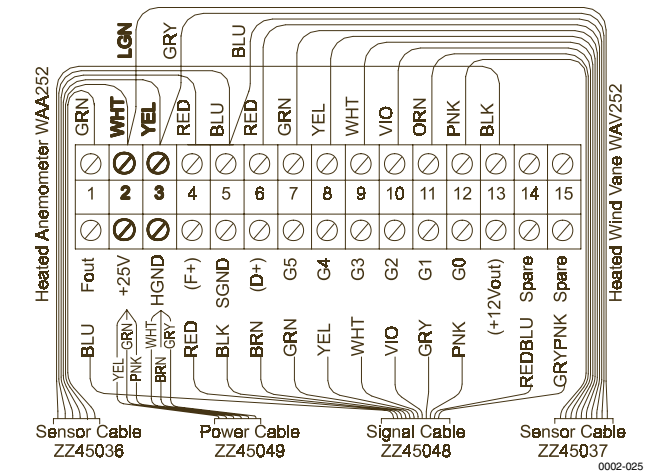 LGN
GRY
BLU
Heated Anemometer WAA252
GRN
WHT
YEL
RED
BLU
RED
GRN
YEL
WHT
VIO
ORN
PNK
BLK
Heated Wind Vane WAV252
1 2 3 4 5 6 7 8 9 10 11 12 13 14 15
Fout
+25V
HGND
(F+)
SGND
(D+)
G5
G4
G3
G2
G1
G0
(+12Vout)
Spare
Spare
BLU
YEL
GRN
PNK
WHT
BRN
GRY
RED
BLK
BRN
GRN
YEL
WHT
VIO
GRY
PNK
REDBLU
GRYPNK
Sensor Cable
ZZ45036
Power Cable
ZZ45049
Signal Cable
ZZ45048
Sensor Cable
ZZ45037
0002-025